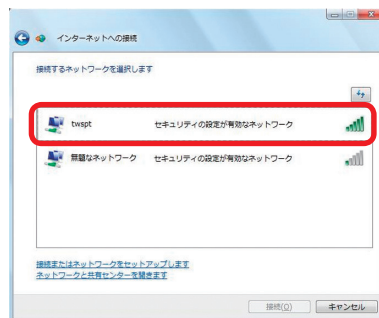 インターネットへの接続
接続するネットワークを選択します
twspt セキュリティの設定が有効なネットワーク
無題なネットワーク セキュリティの設定が有効なネットワーク
接続またはネットワークをセットアップします
ネットワークと共有センターを開きます
接続(O) キャンセル